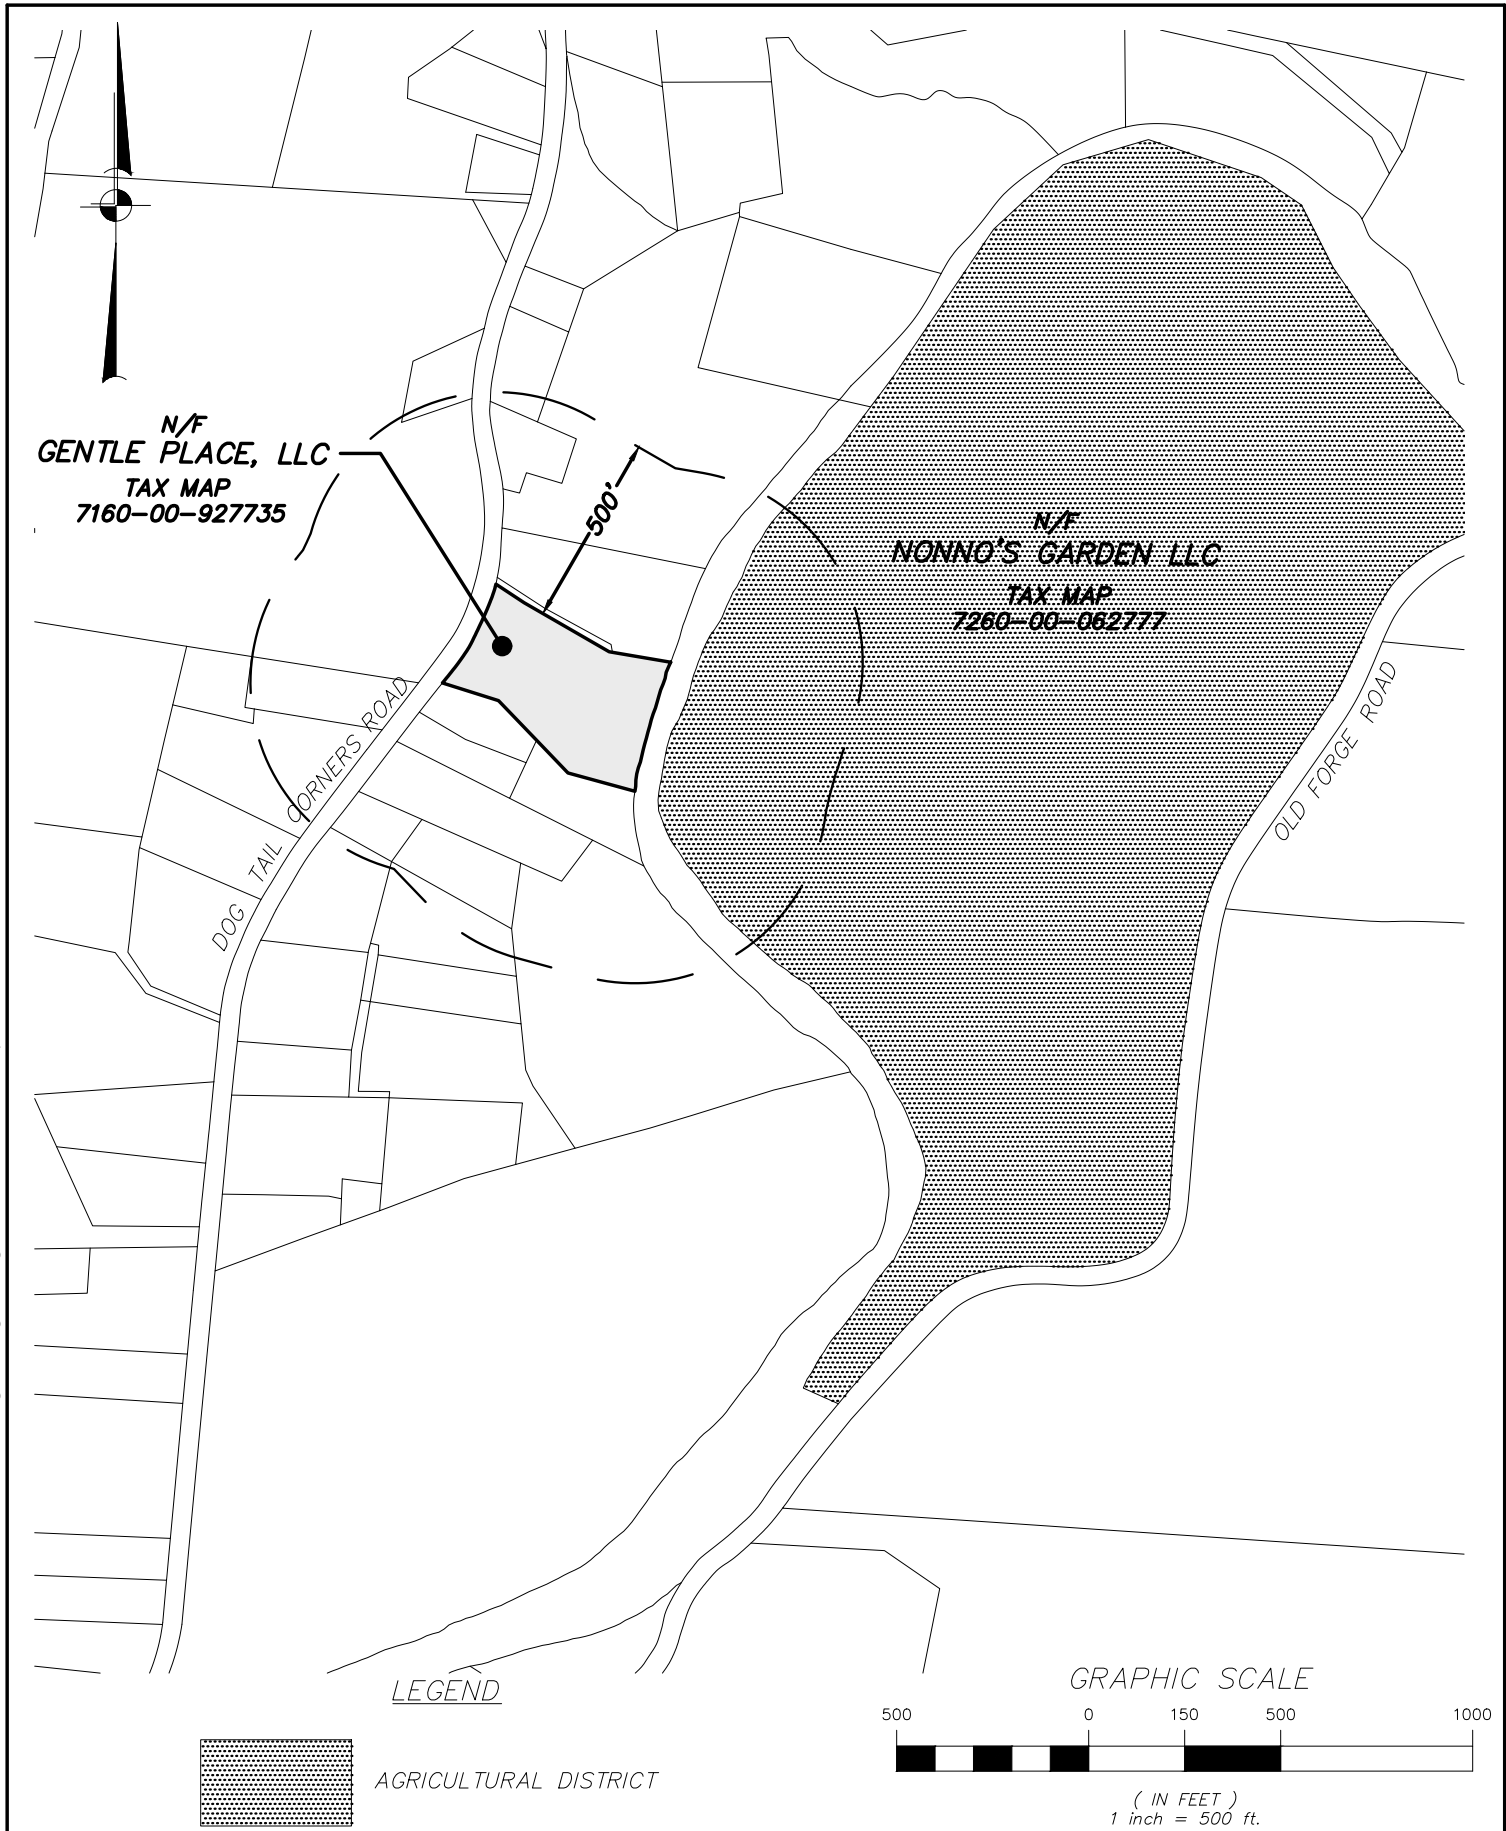 N/F
GENTLE PLACE, LLC
TAX MAP
7160-00-927735
500'
N/F
NONNO'S GARDEN LLC
TAX MAP
7260-00-062777
DOG TAIL CORNERS ROAD
OLD FORGE ROAD
LEGEND
AGRICULTURAL DISTRICT
GRAPHIC SCALE
500 0 150 500 1000
( IN FEET )
1 inch = 500 ft.